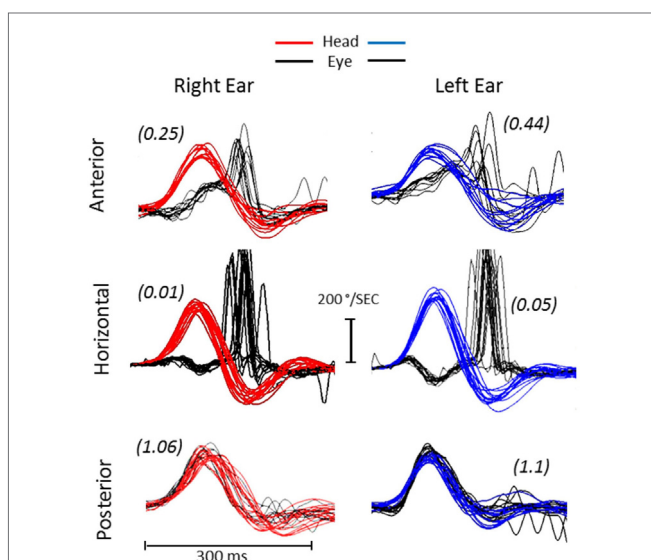 Head
Eye
Right Ear
Left Ear
Anterior
(0.25)
(0.44)
Horizontal
(0.01)
200 °/SEC
(0.05)
Posterior
(1.06)
(1.1)
300 ms